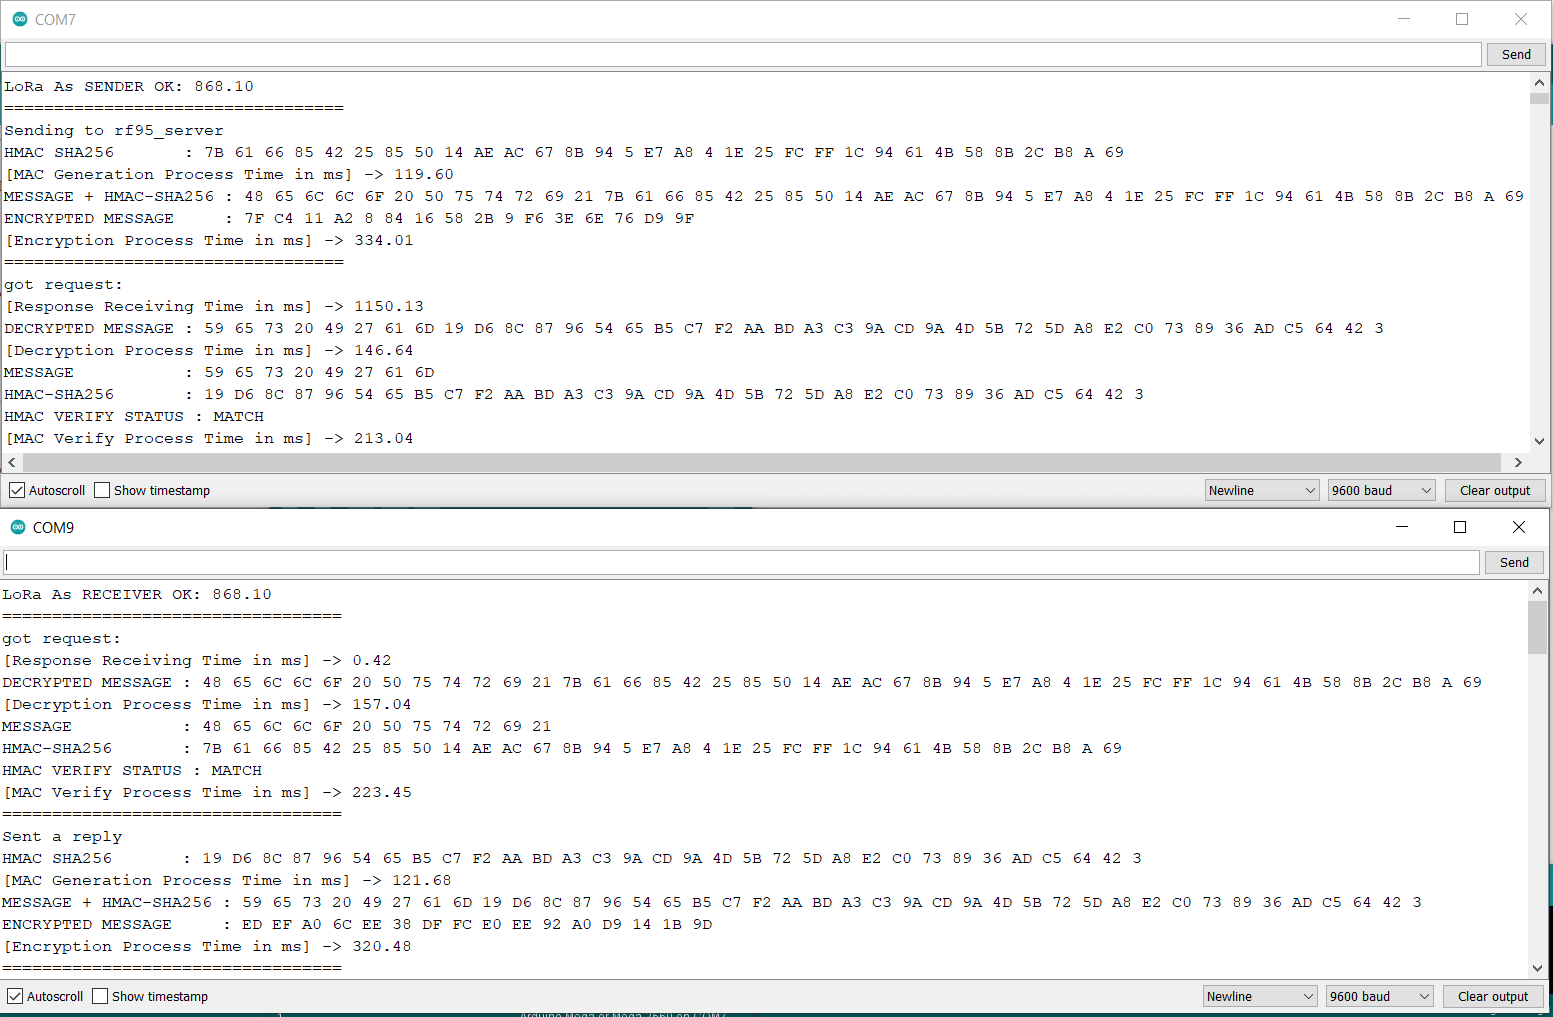 COM7
Send
LoRa As SENDER OK: 868.10
==================================
Sending to rf95_server
HMAC SHA256 : 7B 61 66 85 42 25 85 50 14 AE AC 67 8B 94 5 E7 A8 4 1E 25 FC FF 1C 94 61 4B 58 8B 2C B8 A 69
[MAC Generation Process Time in ms] -> 119.60
MESSAGE + HMAC-SHA256 : 48 65 6C 6C 6F 20 50 75 74 72 69 21 7B 61 66 85 42 25 85 50 14 AE AC 67 8B 94 5 E7 A8 4 1E 25 FC FF 1C 94 61 4B 58 8B 2C B8 A 69
ENCRYPTED MESSAGE : 7F C4 11 A2 8 84 16 58 2B 9 F6 3E 6E 76 D9 9F
[Encryption Process Time in ms] -> 334.01
==================================
got request:
[Response Receiving Time in ms] -> 1150.13
DECRYPTED MESSAGE : 59 65 73 20 49 27 61 6D 19 D6 8C 87 96 54 65 B5 C7 F2 AA BD A3 C3 9A CD 9A 4D 5B 72 5D A8 E2 C0 73 89 36 AD C5 64 42 3
[Decryption Process Time in ms] -> 146.64
MESSAGE : 59 65 73 20 49 27 61 6D
HMAC-SHA256 : 19 D6 8C 87 96 54 65 B5 C7 F2 AA BD A3 C3 9A CD 9A 4D 5B 72 5D A8 E2 C0 73 89 36 AD C5 64 42 3
HMAC VERIFY STATUS : MATCH
[MAC Verify Process Time in ms] -> 213.04
Autoscroll Show timestamp Newline 9600 baud Clear output
COM9
Send
LoRa As RECEIVER OK: 868.10
==================================
got request:
[Response Receiving Time in ms] -> 0.42
DECRYPTED MESSAGE : 48 65 6C 6C 6F 20 50 75 74 72 69 21 7B 61 66 85 42 25 85 50 14 AE AC 67 8B 94 5 E7 A8 4 1E 25 FC FF 1C 94 61 4B 58 8B 2C B8 A 69
[Decryption Process Time in ms] -> 157.04
MESSAGE : 48 65 6C 6C 6F 20 50 75 74 72 69 21
HMAC-SHA256 : 7B 61 66 85 42 25 85 50 14 AE AC 67 8B 94 5 E7 A8 4 1E 25 FC FF 1C 94 61 4B 58 8B 2C B8 A 69
HMAC VERIFY STATUS : MATCH
[MAC Verify Process Time in ms] -> 223.45
==================================
Sent a reply
HMAC SHA256 : 19 D6 8C 87 96 54 65 B5 C7 F2 AA BD A3 C3 9A CD 9A 4D 5B 72 5D A8 E2 C0 73 89 36 AD C5 64 42 3
[MAC Generation Process Time in ms] -> 121.68
MESSAGE + HMAC-SHA256 : 59 65 73 20 49 27 61 6D 19 D6 8C 87 96 54 65 B5 C7 F2 AA BD A3 C3 9A CD 9A 4D 5B 72 5D A8 E2 C0 73 89 36 AD C5 64 42 3
ENCRYPTED MESSAGE : ED EF A0 6C EE 38 DF FC E0 EE 92 A0 D9 14 1B 9D
[Encryption Process Time in ms] -> 320.48
==================================
Autoscroll Show timestamp Newline 9600 baud Clear output